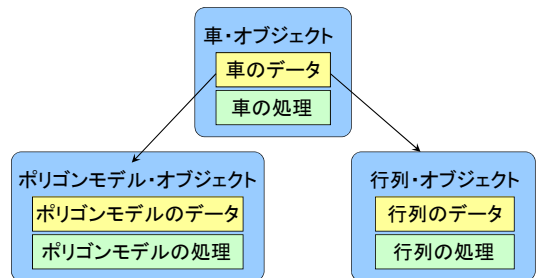 車・オブジェクト
車のデータ
車の処理
ポリゴンモデル・オブジェクト
ポリゴンモデルのデータ
ポリゴンモデルの処理
行列・オブジェクト
行列のデータ
行列の処理